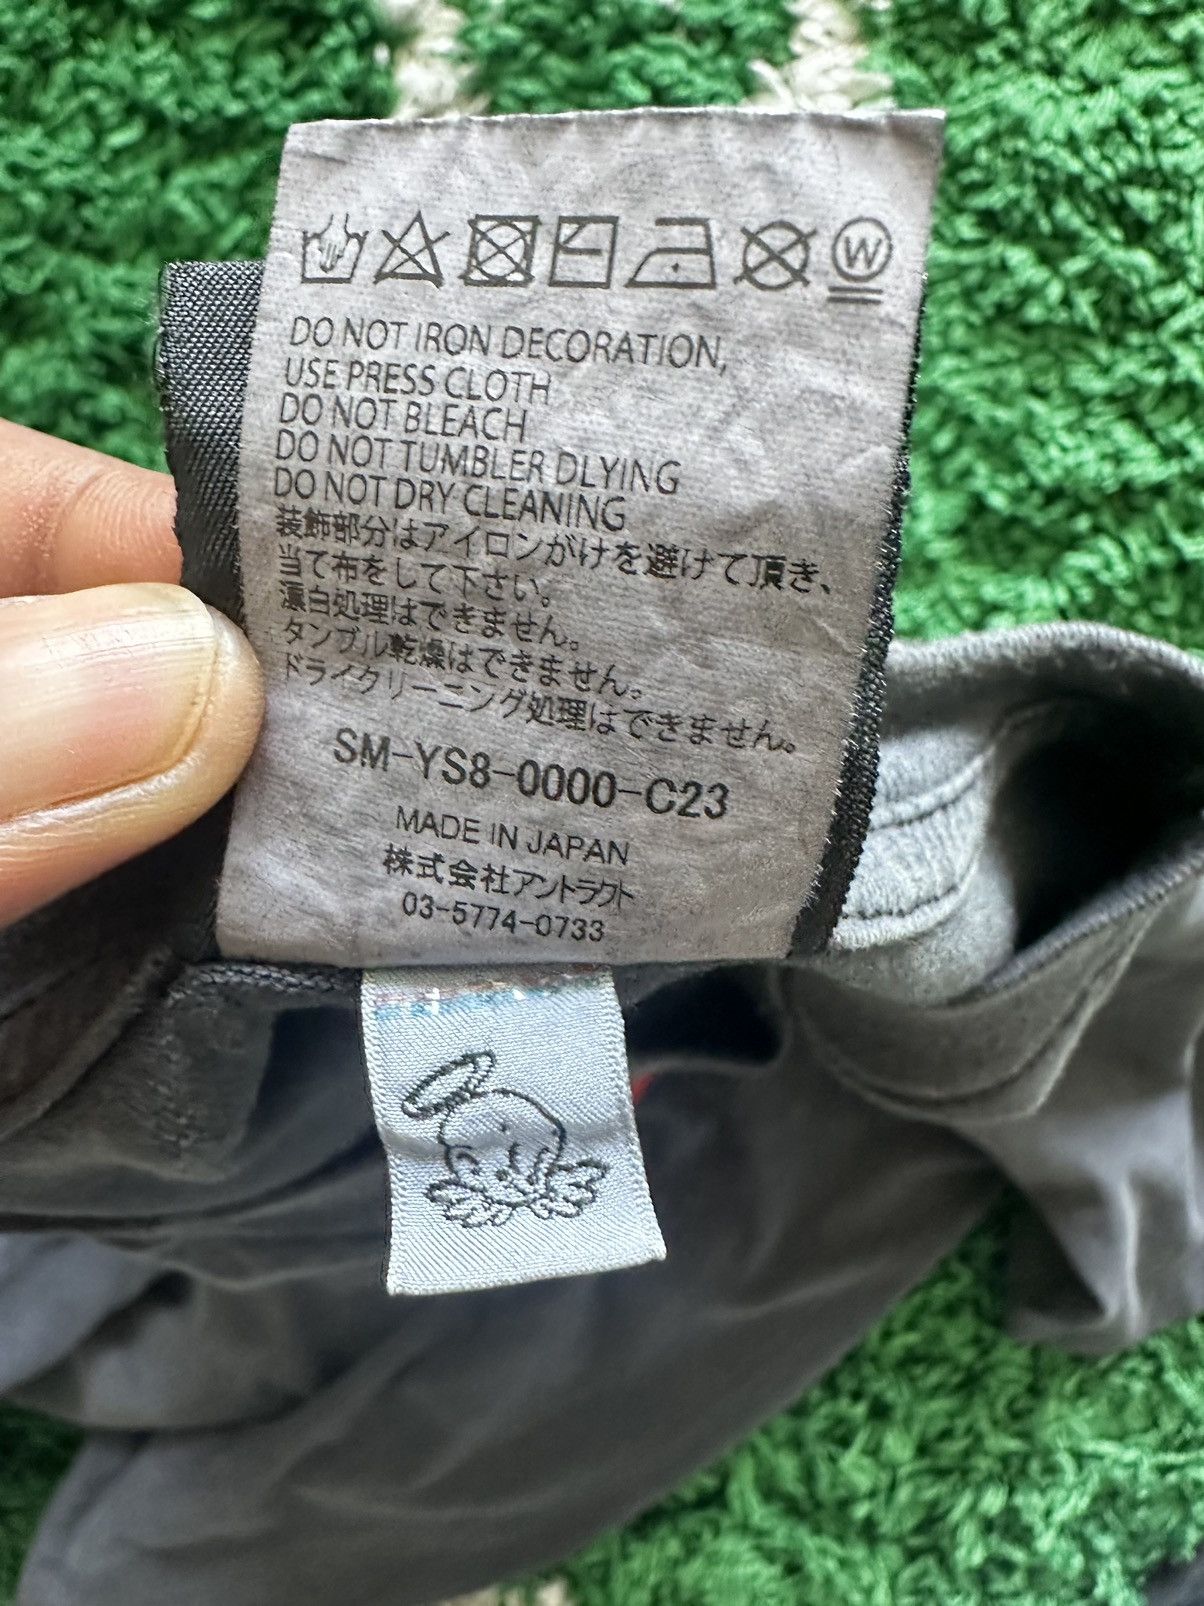 W
DO NOT IRON DECORATION,
USE PRESS CLOTH
DO NOT BLEACH
DO NOT TUMBLER DLYING
DO NOT DRY CLEANING
装飾部分はアイロンがけを避けて頂き、
当て布をして下さい。
漂白処理はできません。
タンブル乾燥はできません。
ドライクリーニング処理はできません。
SM-YS8-0000-C23
MADE IN JAPAN
株式会社アントラクト
03-5774-0733